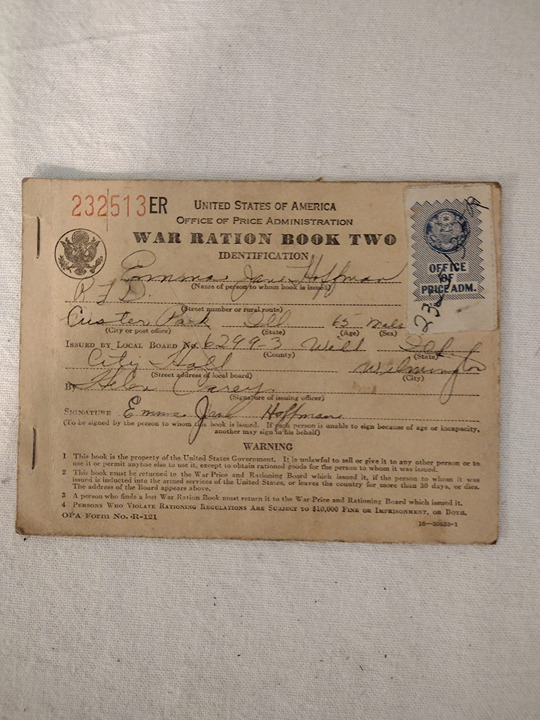 232513 ER
UNITED STATES OF AMERICA
OFFICE OF PRICE ADMINISTRATION
WAR RATION BOOK TWO
IDENTIFICATION
OFFICE
OF
PRICE ADM.
Emma Jane Hoffman
(Name of person to whom book is issued)
R F D.
(Street number or rural route)
Custer Park Ill 65
(City or post office) (State) (Age) (Sex)
ISSUED BY LOCAL BOARD No. 62993 Will Ill
(County) (State)
City Hall Wilmington
(Street address of local board) (City)
By Helen Carey
(Signature of issuing officer)
SIGNATURE Emma Jane Hoffman
(To be signed by the person to whom this book is issued. If such person is unable to sign because of age or incapacity,
another may sign in his behalf)
WARNING
1 This book is the property of the United States Government. It is unlawful to sell or give it to any other person or to
use it or permit anyone else to use it, except to obtain rationed goods for the person to whom it was issued.
2 This book must be returned to the War Price and Rationing Board which issued it, if the person to whom it was
issued is inducted into the armed services of the United States, or leaves the country for more than 30 days, or dies.
The address of the Board appears above.
3 A person who finds a lost War Ration Book must return it to the War Price and Rationing Board which issued it.
4 PERSONS WHO VIOLATE RATIONING REGULATIONS ARE SUBJECT TO $10,000 FINE OR IMPRISONMENT, OR BOTH.
OPA FORM No. R-121